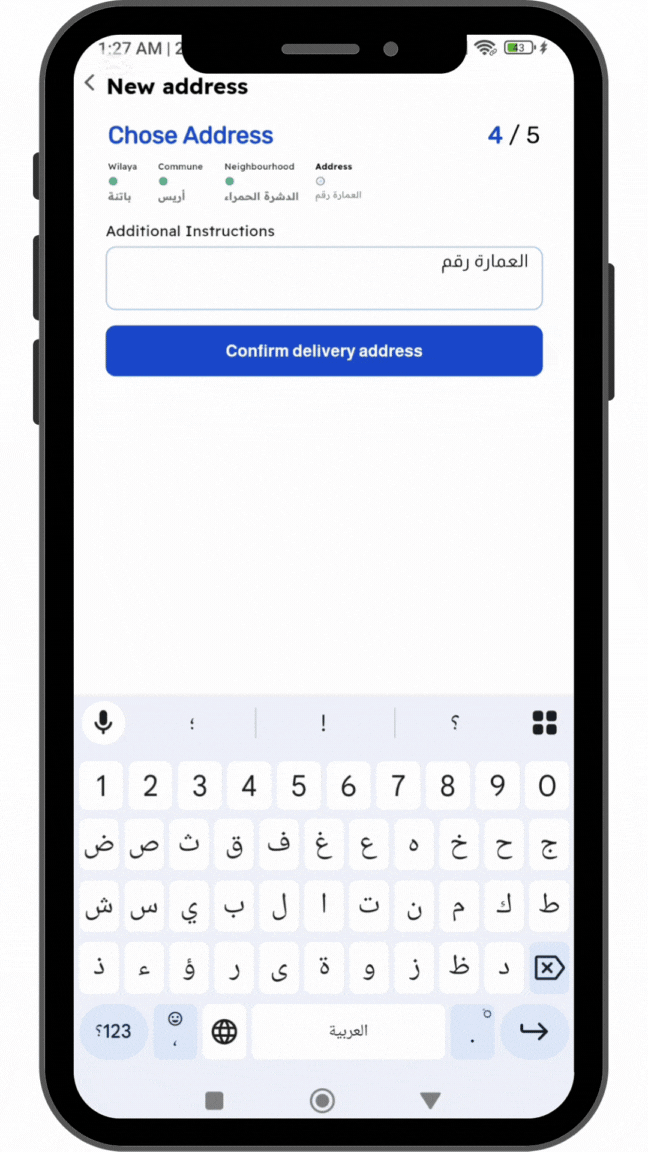 1:27 AM | 2
43
New address
Chose Address 4 / 5
Wilaya Commune Neighbourhood Address
باتنة أريس الدشرة الحمراء العمارة رقم
Additional Instructions
العمارة رقم
Confirm delivery address
؛ ! ؟
1 2 3 4 5 6 7 8 9 0
ض ص ث ق ف غ ع ه خ ح ج
ش س ي ب ل ا ت ن م ك ط
ذ ء ؤ ر ى ة و ز ظ د
؟123 ، العربية .